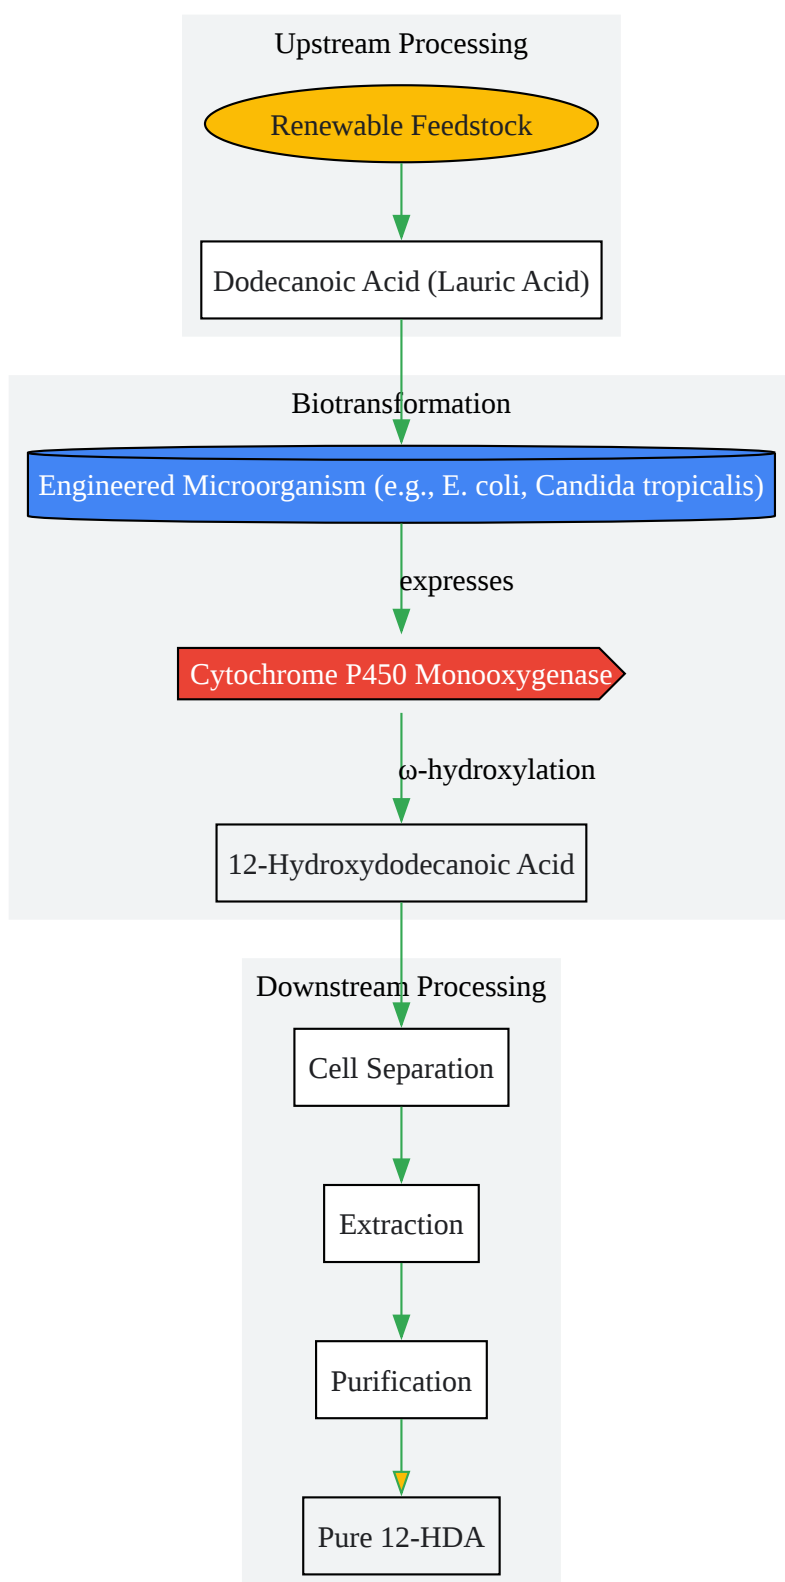 Upstream Processing
Renewable Feedstock
Dodecanoic Acid (Lauric Acid)
Biotransformation
Engineered Microorganism (e.g., E. coli, Candida tropicalis)
expresses
Cytochrome P450 Monooxygenase
ω-hydroxylation
12-Hydroxydodecanoic Acid
Downstream Processing
Cell Separation
Extraction
Purification
Pure 12-HDA